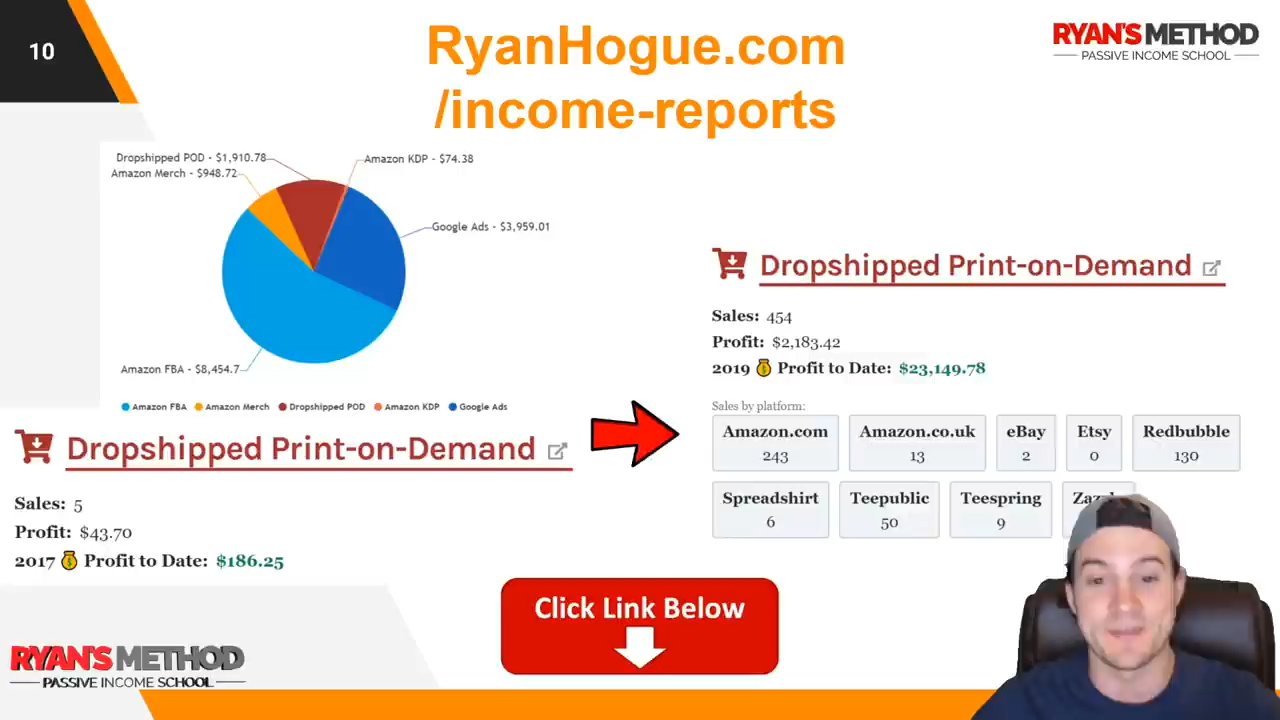 10
RyanHogue.com
/income-reports
RYAN'S METHOD
PASSIVE INCOME SCHOOL
Dropshipped POD - $1,910.78
Amazon KDP - $74.38
Amazon Merch - $948.72
Google Ads - $3,959.01
Amazon FBA - $8,454.7
Amazon FBA Amazon Merch Dropshipped POD Amazon KDP Google Ads
Dropshipped Print-on-Demand
Sales: 5
Profit: $43.70
2017 Profit to Date: $186.25
Dropshipped Print-on-Demand
Sales: 454
Profit: $2,183.42
2019 Profit to Date: $23,149.78
Sales by platform:
Amazon.com Amazon.co.uk eBay Etsy Redbubble
243 13 2 0 130
Spreadshirt Teepublic Teespring
6 50 9
Click Link Below
RYAN'S METHOD
PASSIVE INCOME SCHOOL